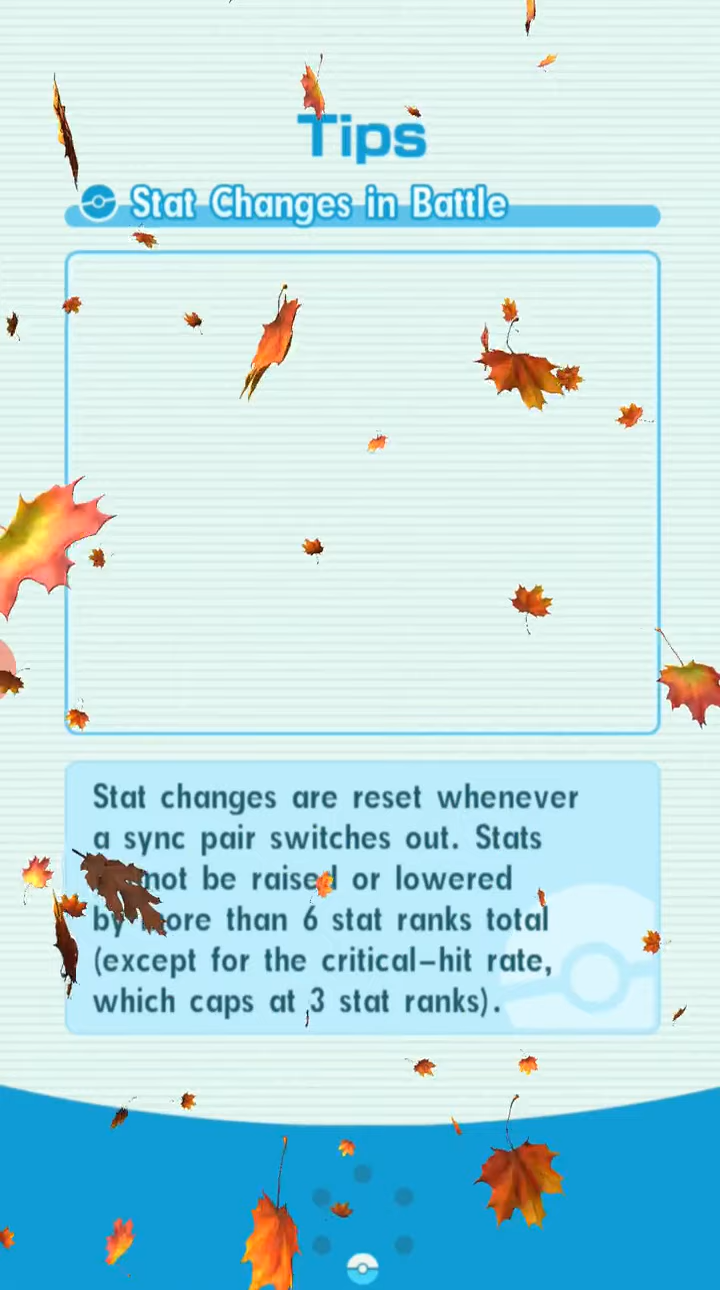 Tips
Stat Changes in Battle
Stat changes are reset whenever
a sync pair switches out. Stats
not be raised or lowered
by more than 6 stat ranks total
(except for the critical-hit rate,
which caps at 3 stat ranks).